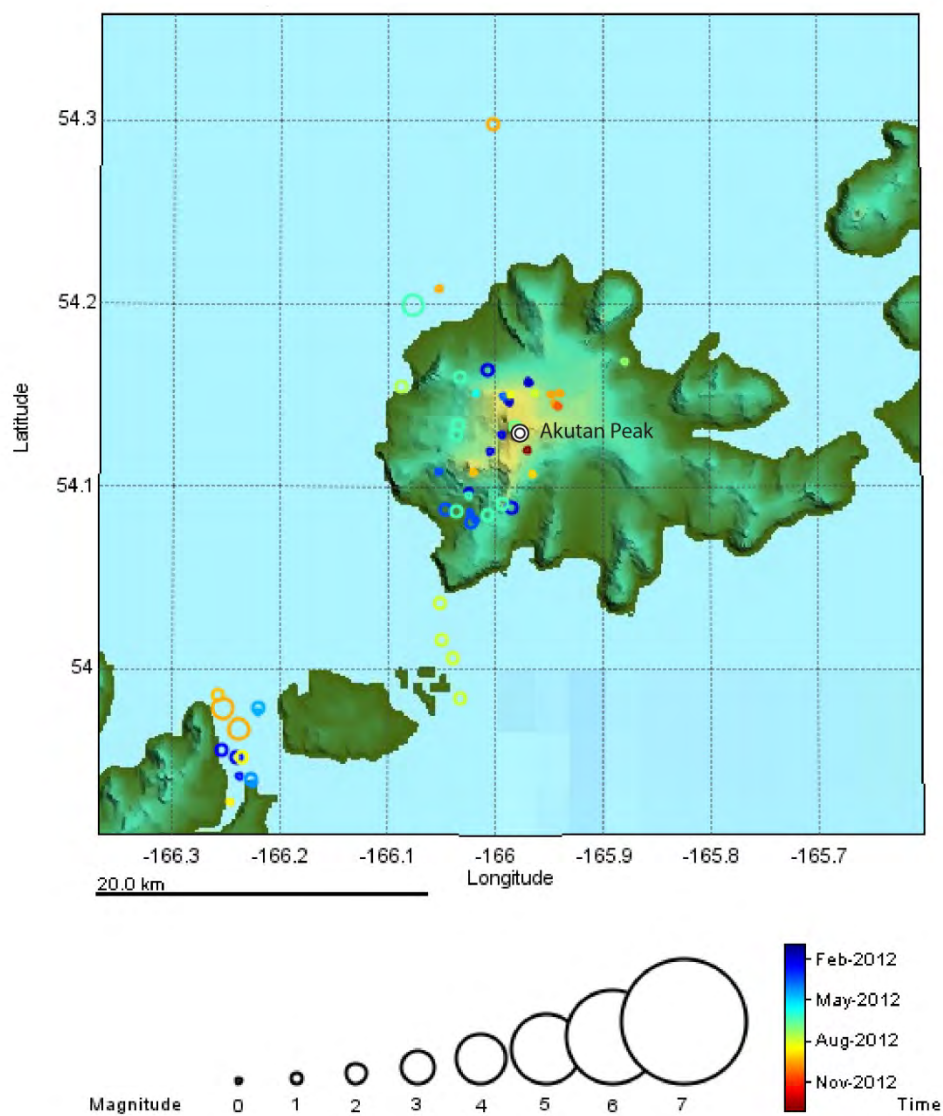 54.3
54.2
Latitude
Akutan Peak
54.1
54
-166.3 -166.2 -166.1 -166 -165.9 -165.8 -165.7
20.0 km
Longitude
Feb-2012
May-2012
Aug-2012
Nov-2012
Magnitude 0 1 2 3 4 5 6 7 Time